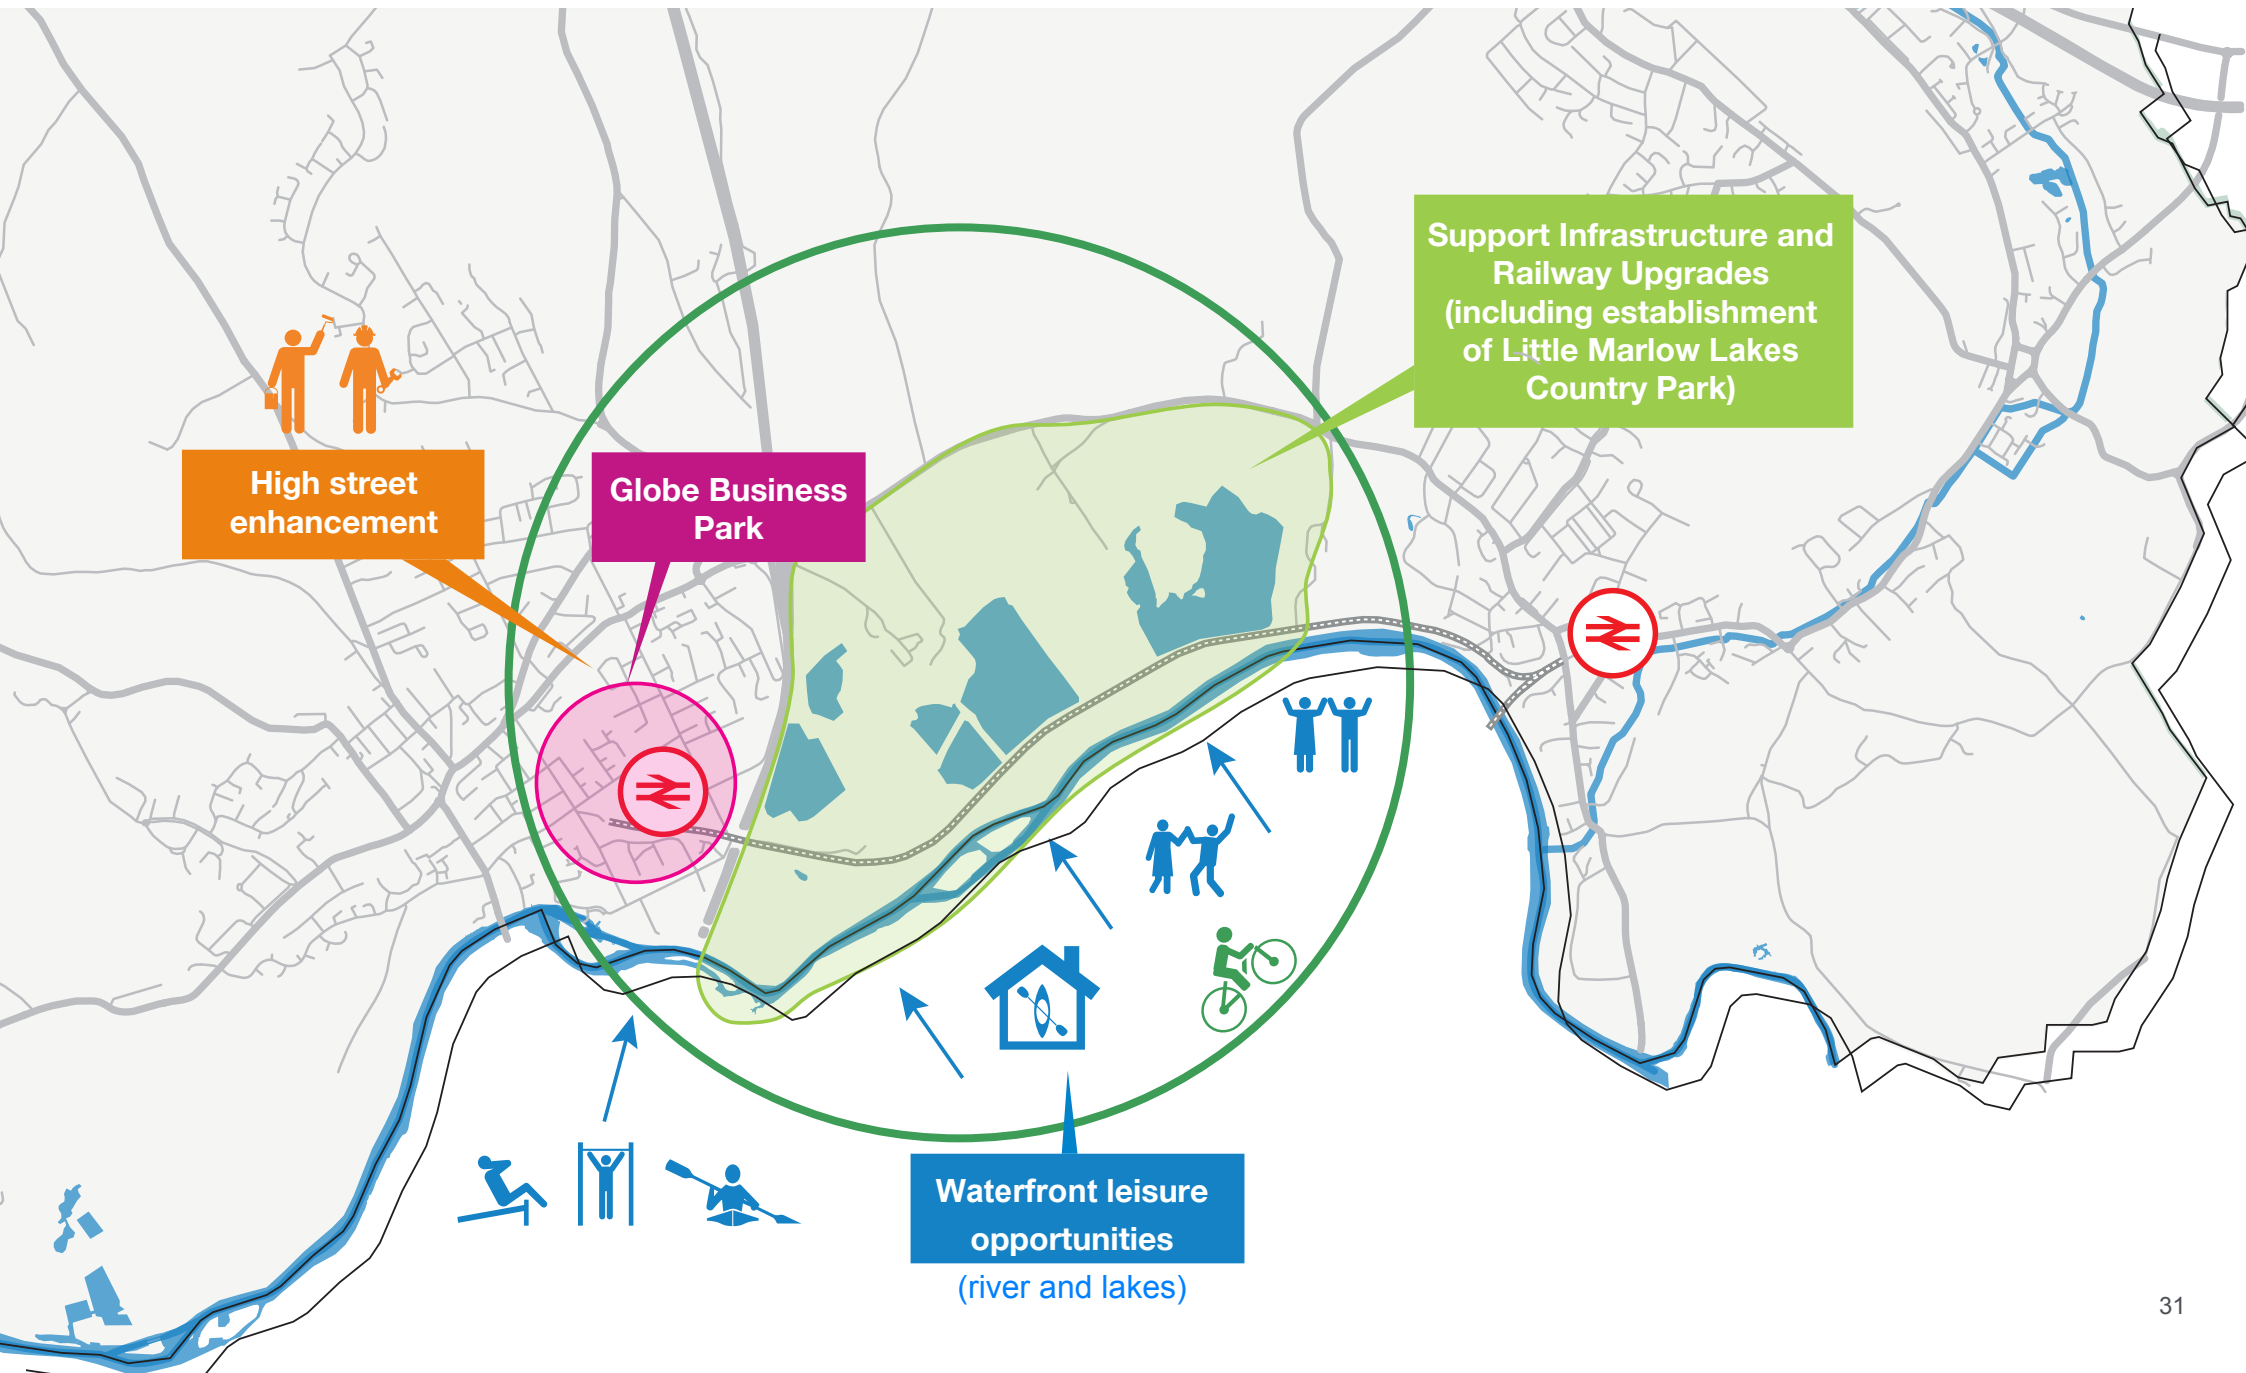 Support Infrastructure and
Railway Upgrades
(including establishment
of Little Marlow Lakes
Country Park)
High street
enhancement
Globe Business
Park
Waterfront leisure
opportunities
(river and lakes)
31